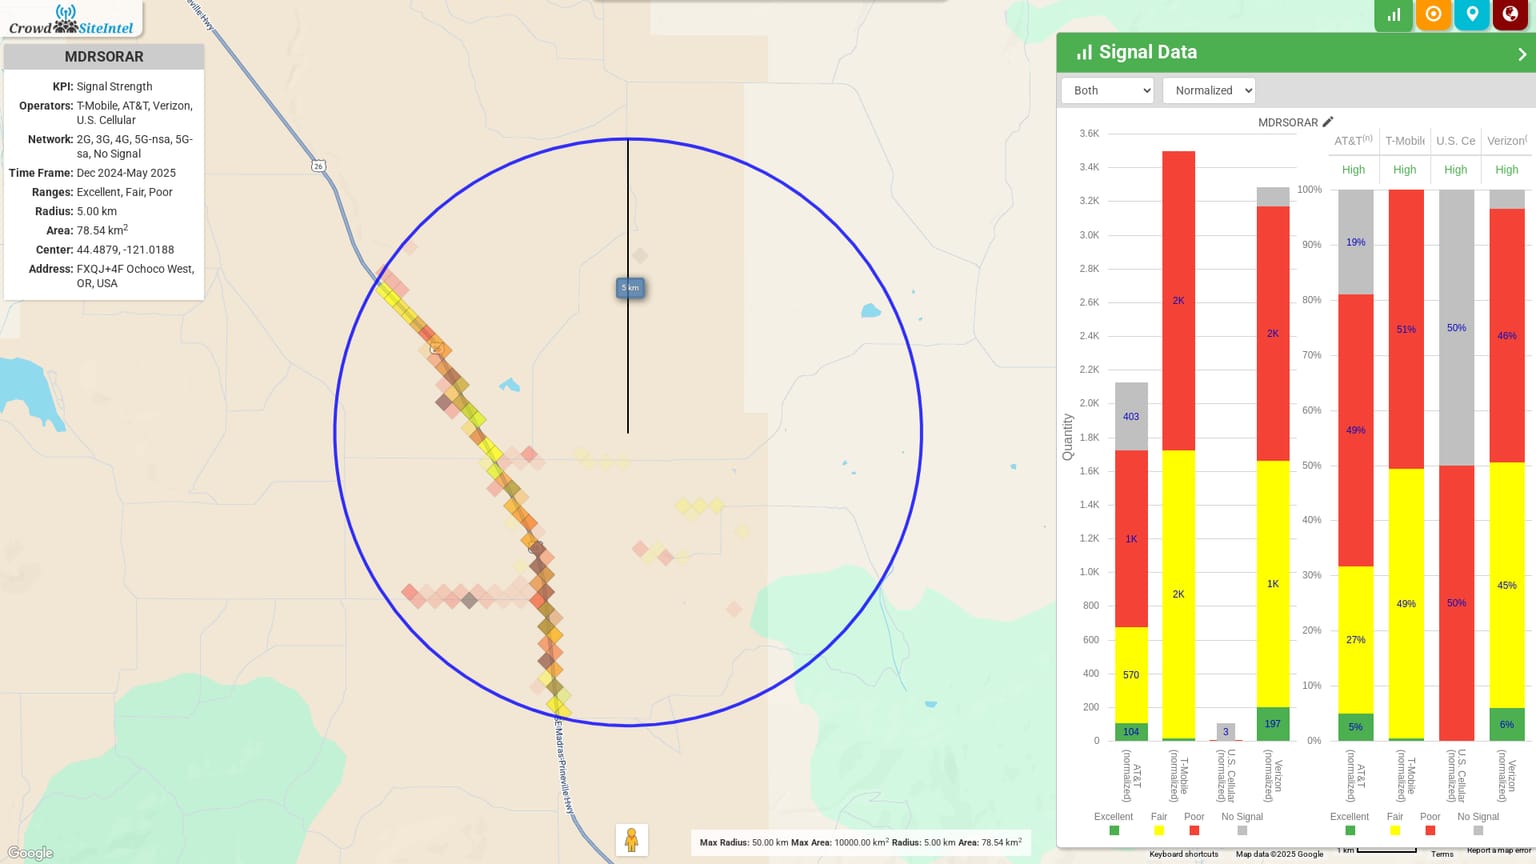 Crowd SiteIntel
MDRSORAR
KPI: Signal Strength
Operators: T-Mobile, AT&T, Verizon,
U.S. Cellular
Network: 2G, 3G, 4G, 5G-nsa, 5G-
sa, No Signal
Time Frame: Dec 2024-May 2025
Ranges: Excellent, Fair, Poor
Radius: 5.00 km
Area: 78.54 km²
Center: 44.4879, -121.0188
Address: FXQJ+4F Ochoco West,
OR, USA
neville Hwy
26
5 km
SE Madras-Prineville Hwy
Google
Max Radius: 50.00 km Max Area: 10000.00 km² Radius: 5.00 km Area: 78.54 km²
Signal Data
Both
Normalized
MDRSORAR
3.6K
3.4K
3.2K
3.0K
2.8K
2.6K
2.4K
2.2K
2.0K
1.8K
1.6K
1.4K
1.2K
1.0K
800
600
400
200
0
Quantity
403
1K
570
104
2K
2K
3
2K
1K
197
AT&T (normalized)
T-Mobile (normalized)
U.S. Cellular (normalized)
Verizon (normalized)
Excellent Fair Poor No Signal
AT&T(n) T-Mobile U.S. Ce Verizon(
High High High High
100%
90%
80%
70%
60%
50%
40%
30%
20%
10%
0%
19%
49%
27%
5%
51%
49%
50%
50%
46%
45%
6%
AT&T (normalized)
T-Mobile (normalized)
U.S. Cellular (normalized)
Verizon (normalized)
Excellent Fair Poor No Signal
Keyboard shortcuts Map data ©2025 Google 1 km Terms Report a map error